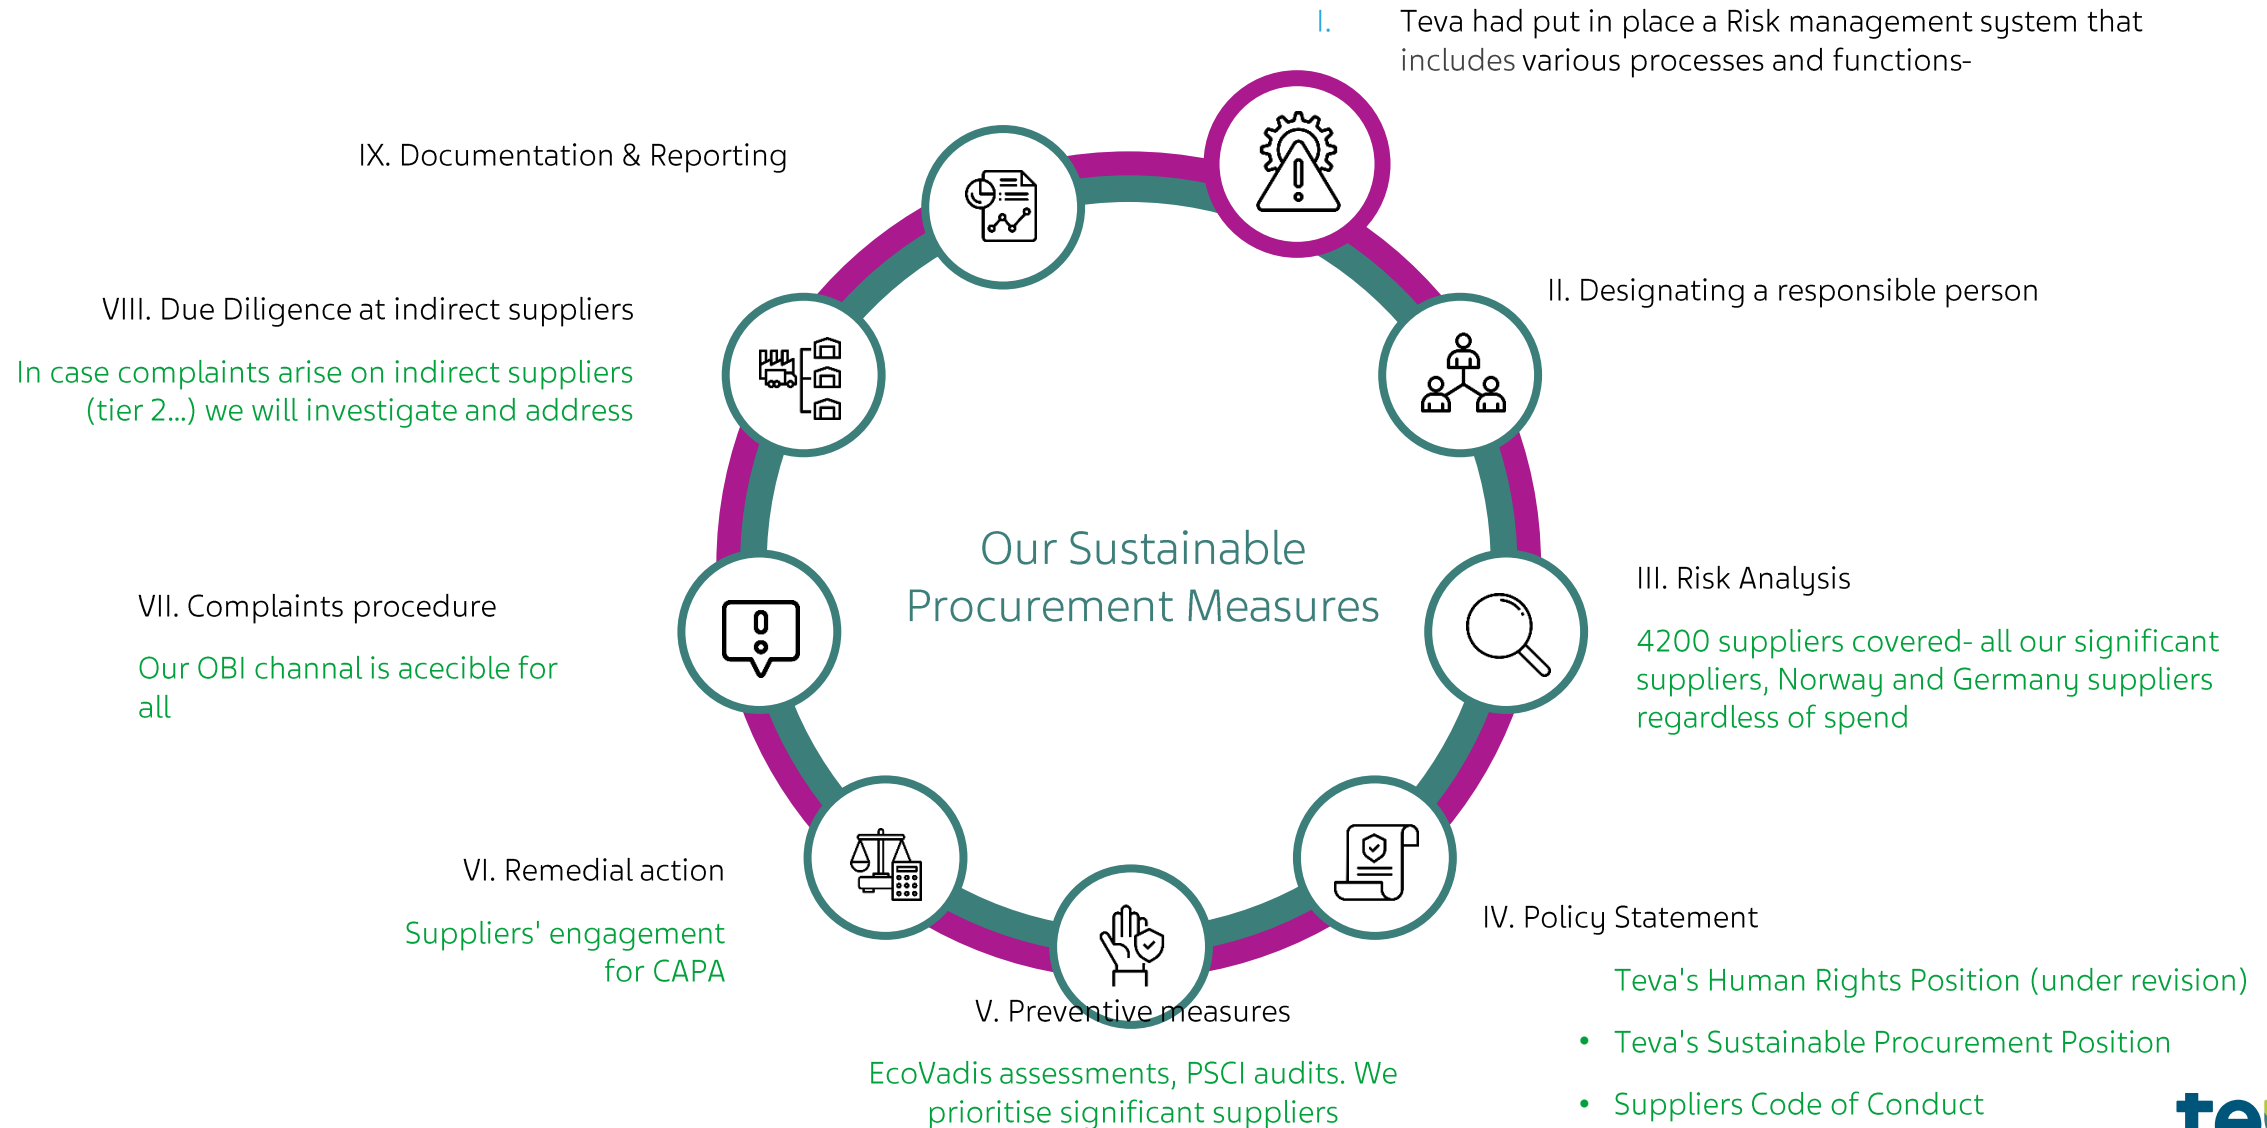 I. Teva had put in place a Risk management system that
includes various processes and functions-
II. Designating a responsible person
III. Risk Analysis
4200 suppliers covered- all our significant
suppliers, Norway and Germany suppliers
regardless of spend
IV. Policy Statement
Teva's Human Rights Position (under revision)
• Teva's Sustainable Procurement Position
• Suppliers Code of Conduct
V. Preventive measures
EcoVadis assessments, PSCI audits. We
prioritise significant suppliers
VI. Remedial action
Suppliers' engagement
for CAPA
VII. Complaints procedure
Our OBI channal is acecible for
all
VIII. Due Diligence at indirect suppliers
In case complaints arise on indirect suppliers
(tier 2...) we will investigate and address
IX. Documentation & Reporting
Our Sustainable
Procurement Measures